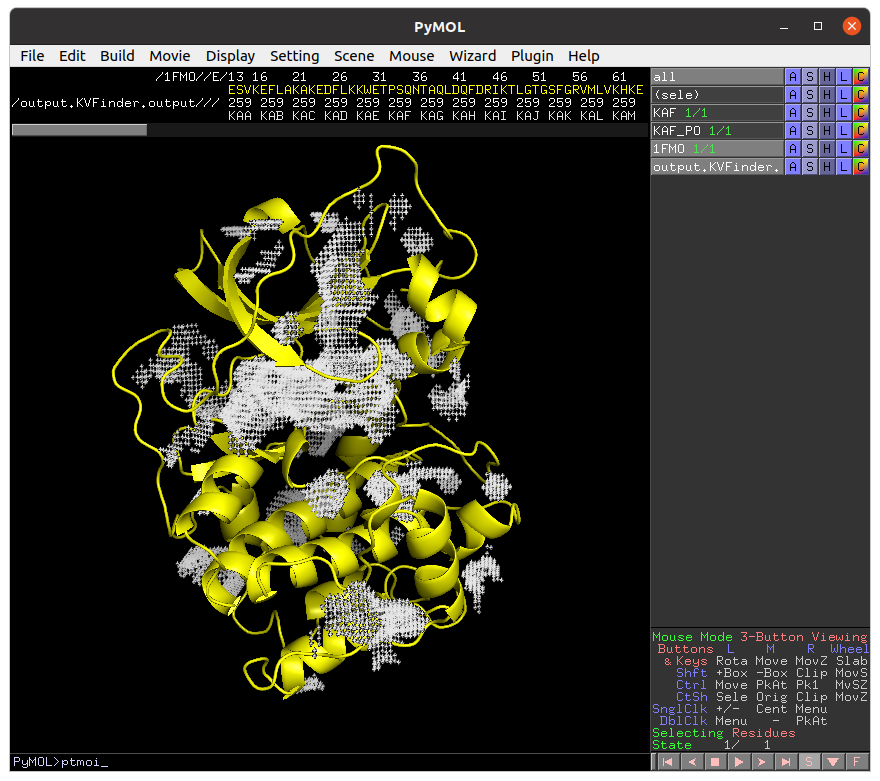 PyMOL
File Edit Build Movie Display Setting Scene Mouse Wizard Plugin Help
/1FMO//E/13 16 21 26 31 36 41 46 51 56 61
ESVKEFLAKAKEDFLKKWETPSQNTAQLDQFDRIKTLGTGSFGRVMLVKHKE
/output.KVFinder.output/// 259 259 259 259 259 259 259 259 259 259 259 259 259
KAA KAB KAC KAD KAE KAF KAG KAH KAI KAJ KAK KAL KAM
all A S H L C
(sele) A S H L C
KAF 1/1 A S H L C
KAF_PO 1/1 A S H L C
1FMO 1/1 A S H L C
output.KVFinder. A S H L C
Mouse Mode 3-Button Viewing
Buttons L M R Wheel
& Keys Rota Move MovZ Slab
Shft +Box -Box Clip MovS
Ctrl Move PkAt Pk1 MvSZ
CtSh Sele Orig Clip MovZ
SnglClk +/- Cent Menu
DblClk Menu - PkAt
Selecting Residues
State 1/ 1
S F
PyMOL>ptmoi_